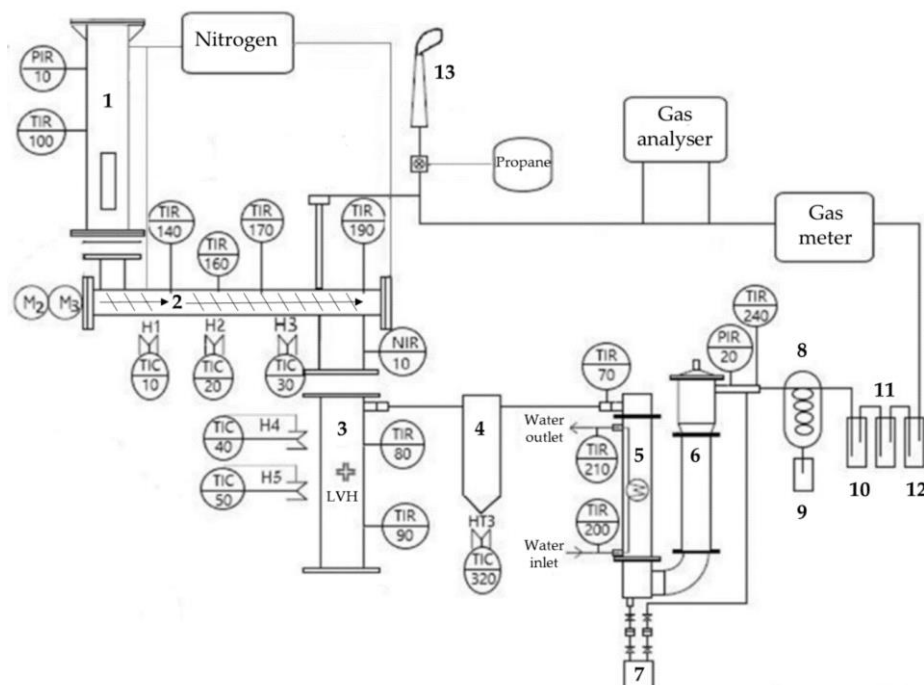 Nitrogen
PIR
10
1
TIR
100
13
Propane
Gas
analyser
Gas
meter
TIR
140
TIR
160
TIR
170
TIR
190
M2
M3
2
H1
H2
H3
TIC
10
TIC
20
TIC
30
NIR
10
TIR
70
PIR
20
TIR
240
8
11
TIC
40
H4
3
TIR
80
4
Water
outlet
TIR
210
5
6
TIC
50
H5
LVH
10
12
9
TIR
90
HT3
TIC
320
TIR
200
Water
inlet
7